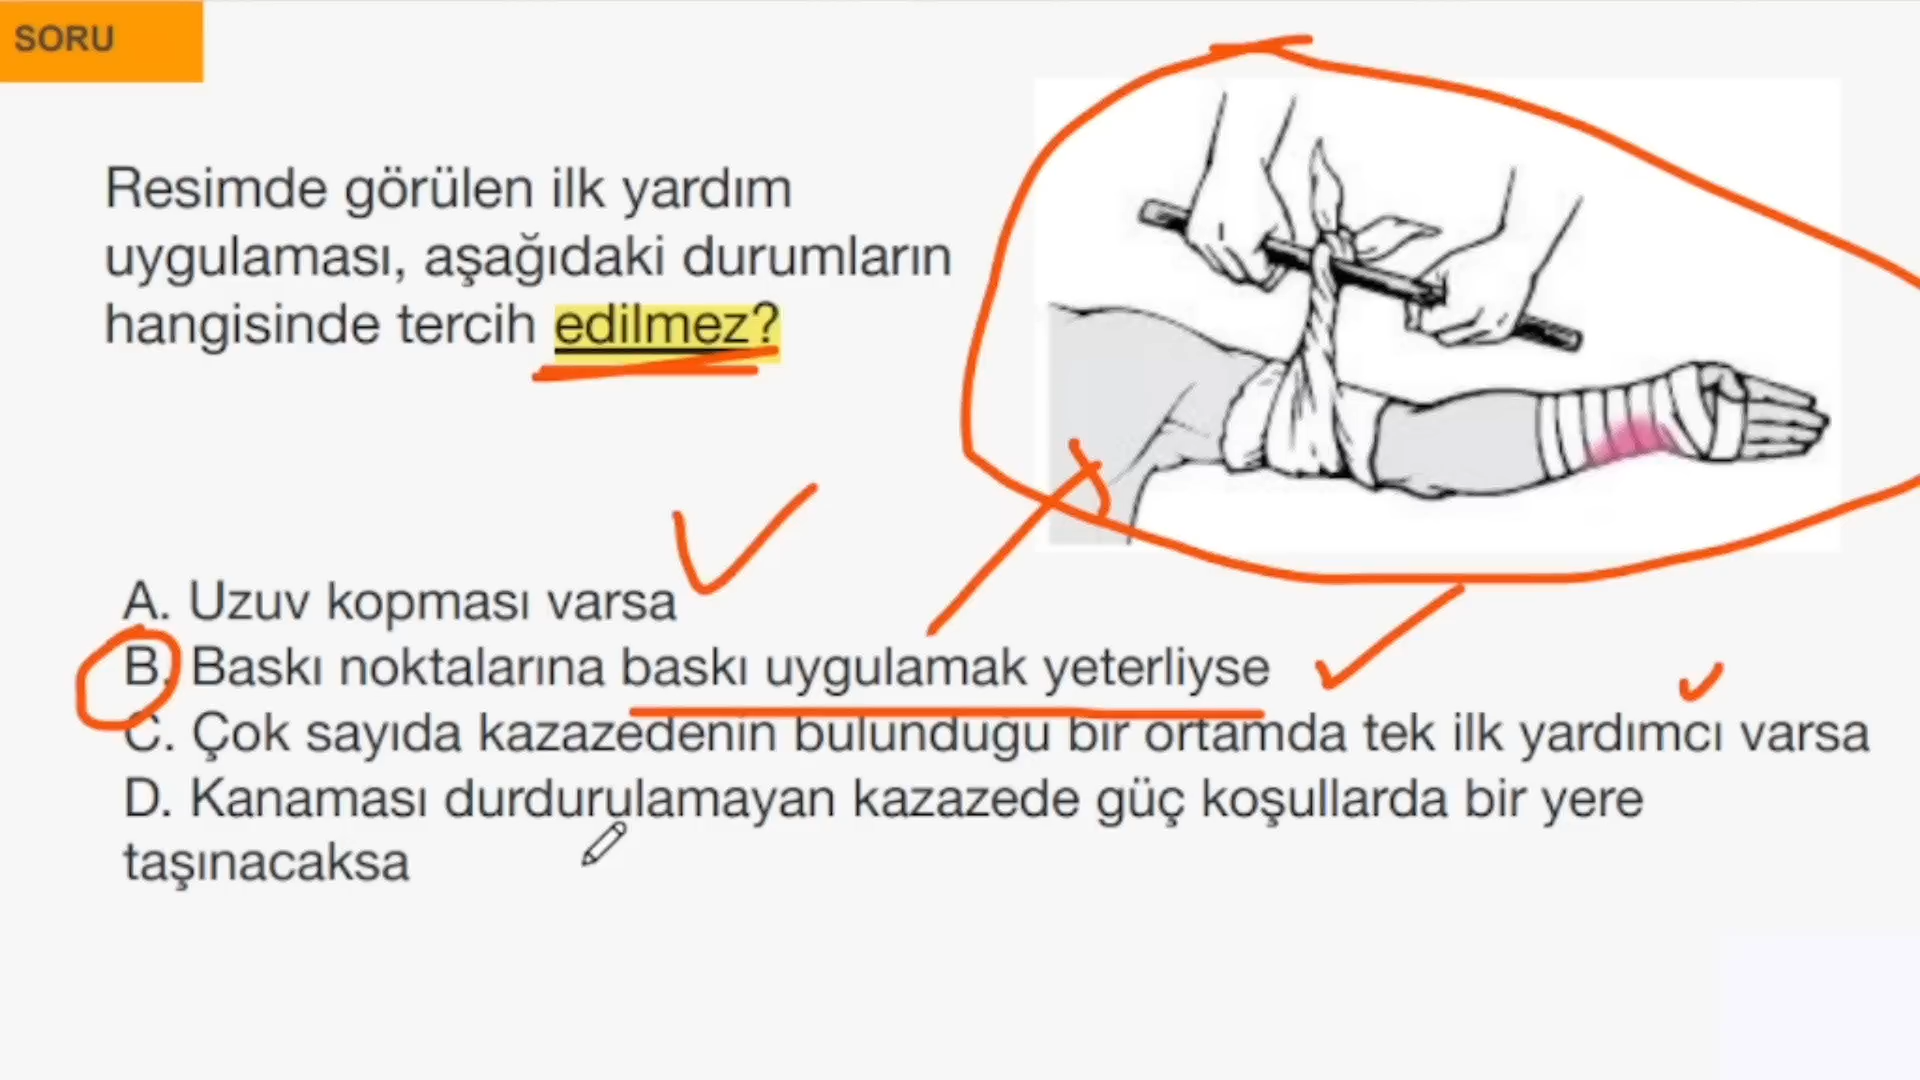 SORU
Resimde görülen ilk yardım
uygulaması, aşağıdaki durumların
hangisinde tercih edilmez?
A. Uzuv kopması varsa
B. Baskı noktalarına baskı uygulamak yeterliyse
C. Çok sayıda kazazedenin bulunduğu bir ortamda tek ilk yardımcı varsa
D. Kanaması durdurulamayan kazazede güç koşullarda bir yere
taşınacaksa